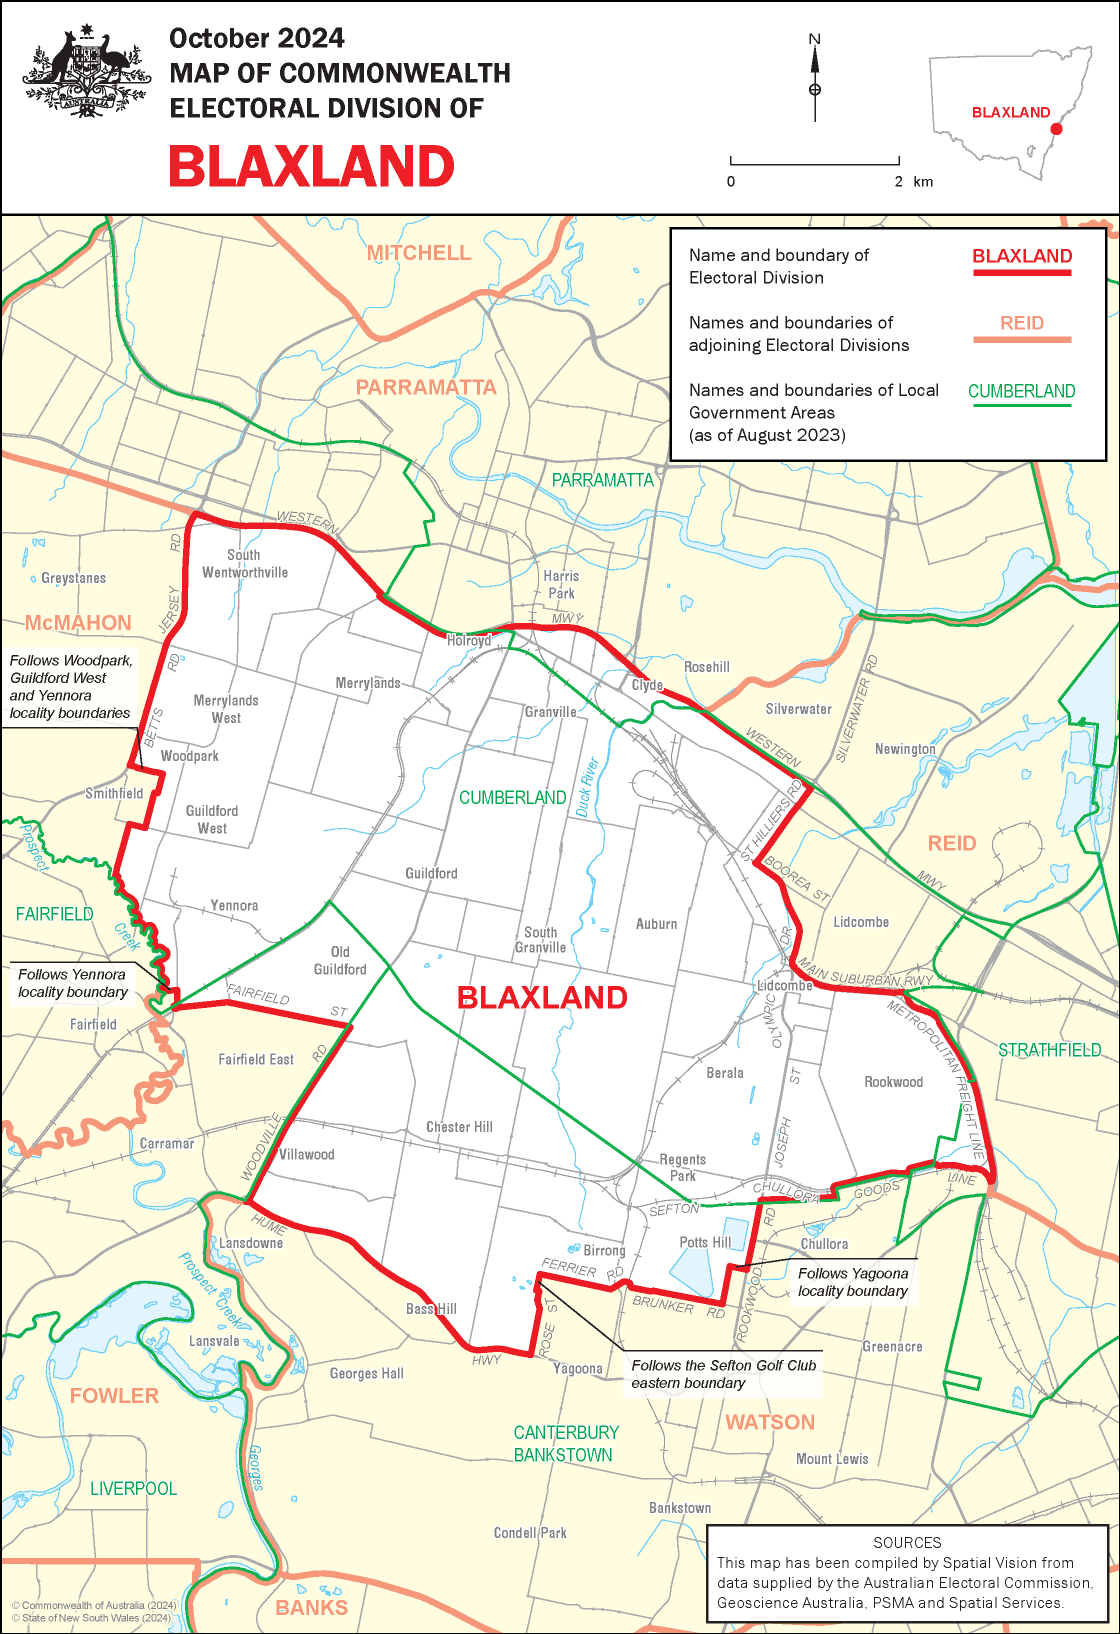 October 2024
MAP OF COMMONWEALTH
ELECTORAL DIVISION OF
BLAXLAND
AUSTRALIA
N
0 2 km
BLAXLAND
Name and boundary of
Electoral Division
BLAXLAND
Names and boundaries of
adjoining Electoral Divisions
REID
Names and boundaries of Local
Government Areas
(as of August 2023)
CUMBERLAND
MITCHELL
PARRAMATTA
PARRAMATTA
WESTERN
RD
South
Wentworthville
Greystanes
Harris
Park
JERSEY
McMAHON
MWY
Holroyd
Follows Woodpark,
Guildford West
and Yennora
locality boundaries
RD
Rosehill
Merrylands
Clyde
SILVERWATER RD
Merrylands
West
Silverwater
Granville
BETTS
WESTERN
Newington
Woodpark
Smithfield
Duck River
CUMBERLAND
ST HILLIERS RD
Guildford
West
Prospect
REID
BOOREA ST
MWY
Guildford
Yennora
FAIRFIELD
Creek
Auburn
Lidcombe
South
Granville
DR
Old
Guildford
Follows Yennora
locality boundary
MAIN SUBURBAN RWY
Lidcombe
BLAXLAND
FAIRFIELD
ST
OLYMPIC
Fairfield
METROPOLITAN FREIGHT LINE
Fairfield East
RD
STRATHFIELD
Berala
ST
Rookwood
Chester Hill
Carramar
WOODVILLE
Villawood
JOSEPH
Regents
Park
LINE
CHULLORA
GOODS
SEFTON
RD
HUME
Lansdowne
Birrong
Potts Hill
Chullora
Prospect Creek
FERRIER RD
Follows Yagoona
locality boundary
BRUNKER RD
ROOKWOOD
Bass Hill
ROSE ST
Lansvale
Greenacre
HWY
Georges Hall
Yagoona
Follows the Sefton Golf Club
eastern boundary
FOWLER
WATSON
CANTERBURY
BANKSTOWN
Georges
Mount Lewis
LIVERPOOL
Bankstown
Condell Park
SOURCES
This map has been compiled by Spatial Vision from
data supplied by the Australian Electoral Commission,
Geoscience Australia, PSMA and Spatial Services.
BANKS
© Commonwealth of Australia (2024)
© State of New South Wales (2024)